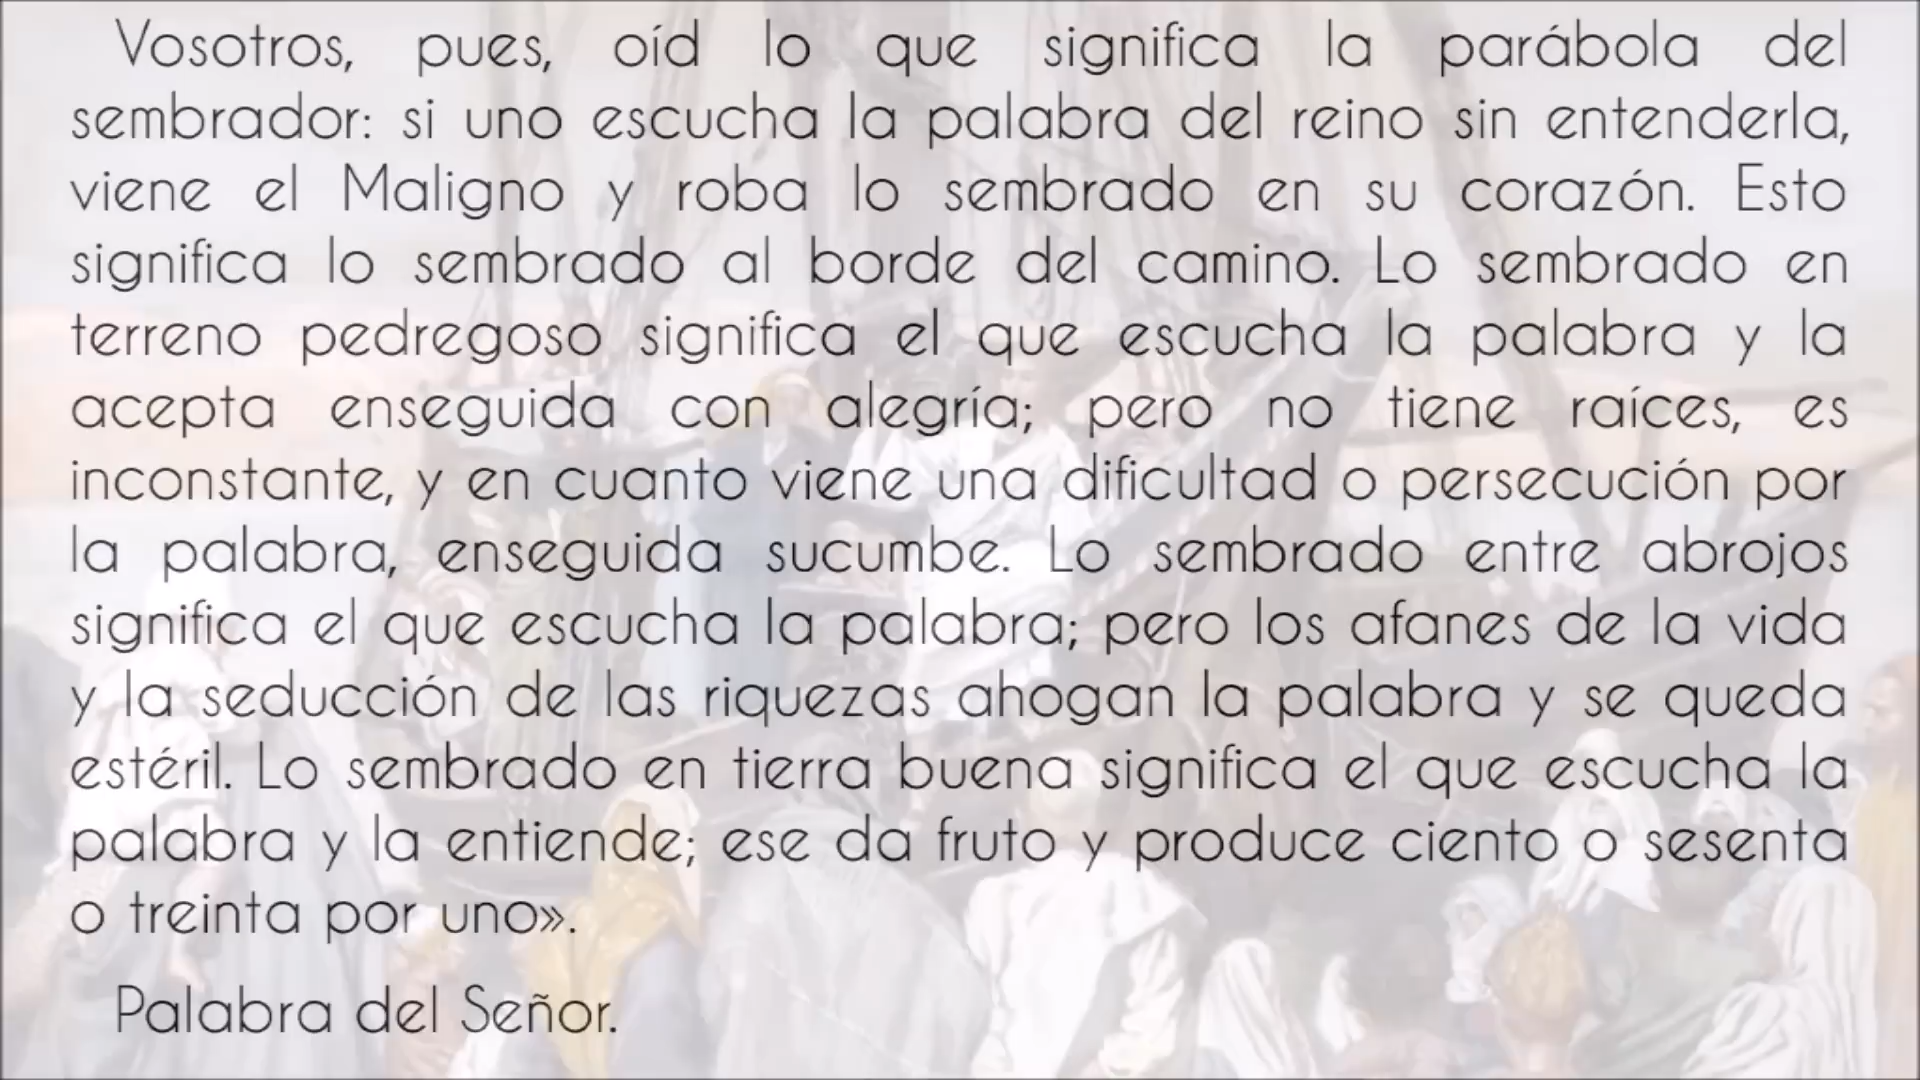 Vosotros, pues, oíd lo que significa la parábola del
sembrador: si uno escucha la palabra del reino sin entenderla,
viene el Maligno y roba lo sembrado en su corazón. Esto
significa lo sembrado al borde del camino. Lo sembrado en
terreno pedregoso significa el que escucha la palabra y la
acepta enseguida con alegría; pero no tiene raíces, es
inconstante, y en cuanto viene una dificultad o persecución por
la palabra, enseguida sucumbe. Lo sembrado entre abrojos
significa el que escucha la palabra; pero los afanes de la vida
y la seducción de las riquezas ahogan la palabra y se queda
estéril. Lo sembrado en tierra buena significa el que escucha la
palabra y la entiende; ese da fruto y produce ciento o sesenta
o treinta por uno».
Palabra del Señor.